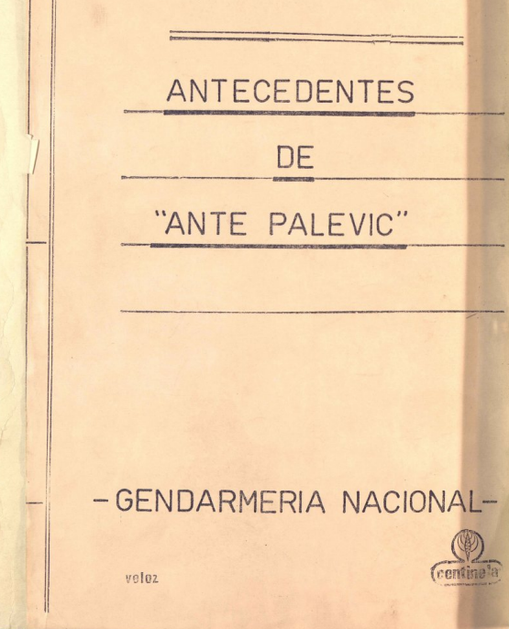 ANTECEDENTES
DE
"ANTE PALEVIC"
-GENDARMERIA NACIONAL-
veloz
centinela